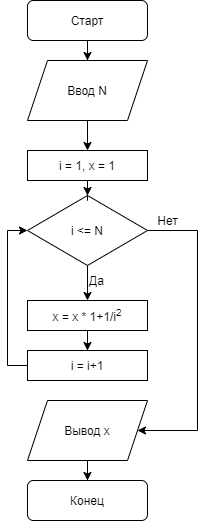 Старт
Ввод N
i = 1, x = 1
i <= N
Нет
Да
x = x * 1+1/i²
i = i+1
Вывод x
Конец